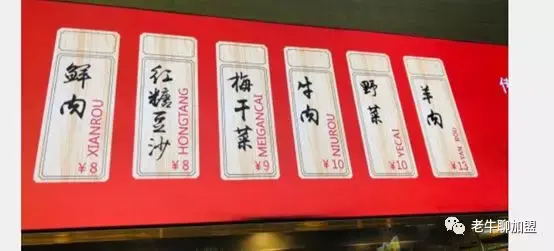 鲜肉
XIANROU
¥8
红糖豆沙
HONGTANG
¥8
梅干菜
MEIGANCAI
¥9
牛肉
NIUROU
¥10
野菜
YECAI
¥10
羊肉
ROU
¥13
老牛聊加盟